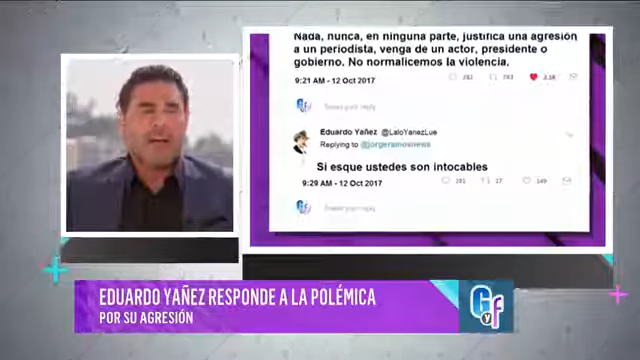 Nada, nunca, en ninguna parte, justifica una agresión
a un periodista, venga de un actor, presidente o
gobierno. No normalicemos la violencia.
9:21 AM - 12 Oct 2017
Eduardo Yañez @LaloYanezLue
Replying to @jorgeramosnews
Si esque ustedes son intocables
9:29 AM - 12 Oct 2017
149
EDUARDO YAÑEZ RESPONDE A LA POLÉMICA
POR SU AGRESIÓN
GyF